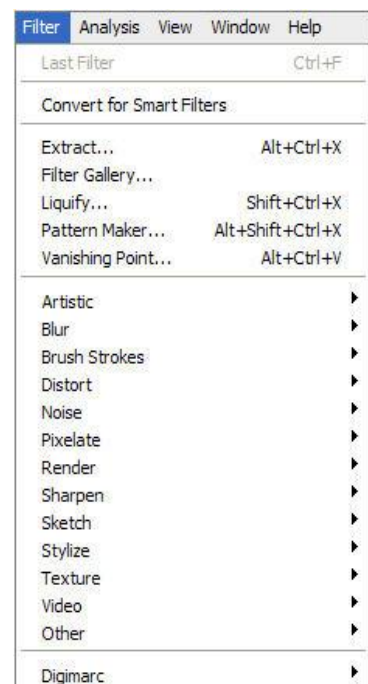 Filter Analysis View Window Help
Last Filter Ctrl+F
Convert for Smart Filters
Extract... Alt+Ctrl+X
Filter Gallery...
Liquify... Shift+Ctrl+X
Pattern Maker... Alt+Shift+Ctrl+X
Vanishing Point... Alt+Ctrl+V
Artistic
Blur
Brush Strokes
Distort
Noise
Pixelate
Render
Sharpen
Sketch
Stylize
Texture
Video
Other
Digimarc